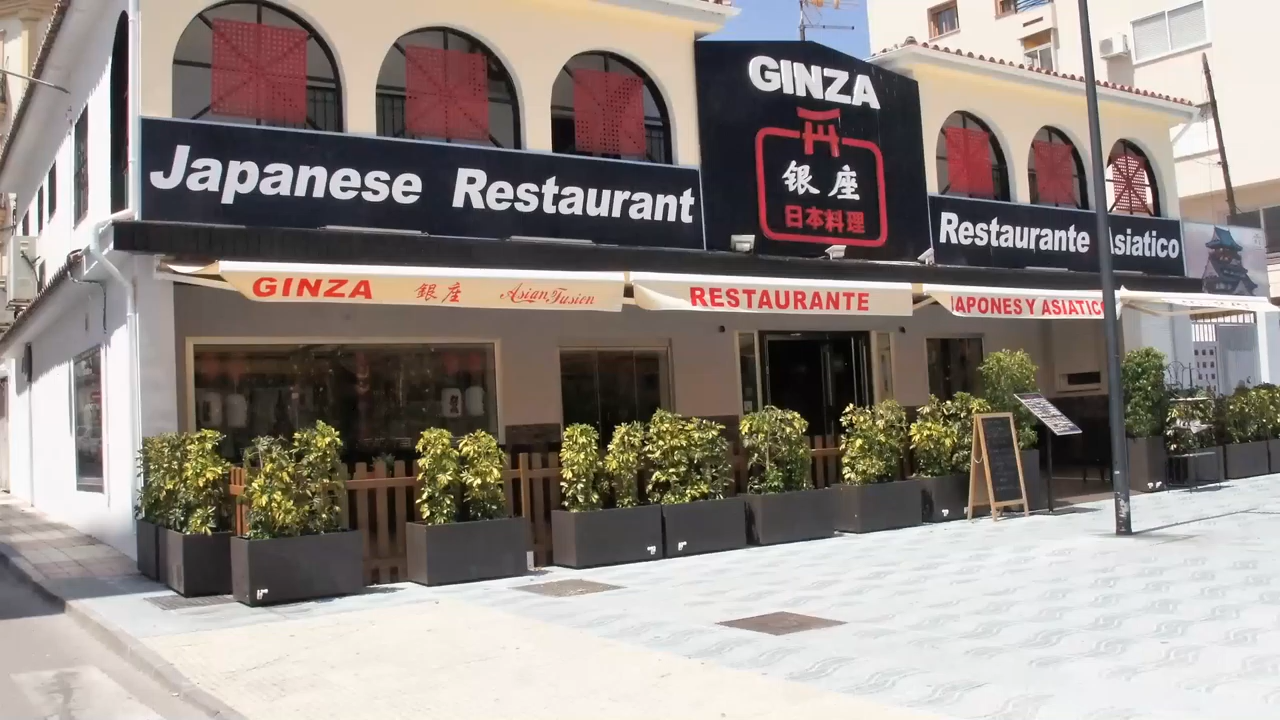 GINZA
銀座
日本料理
Japanese Restaurant
Restaurante Asiatico
GINZA 銀座 Asian Fusion
RESTAURANTE
JAPONES Y ASIATICO